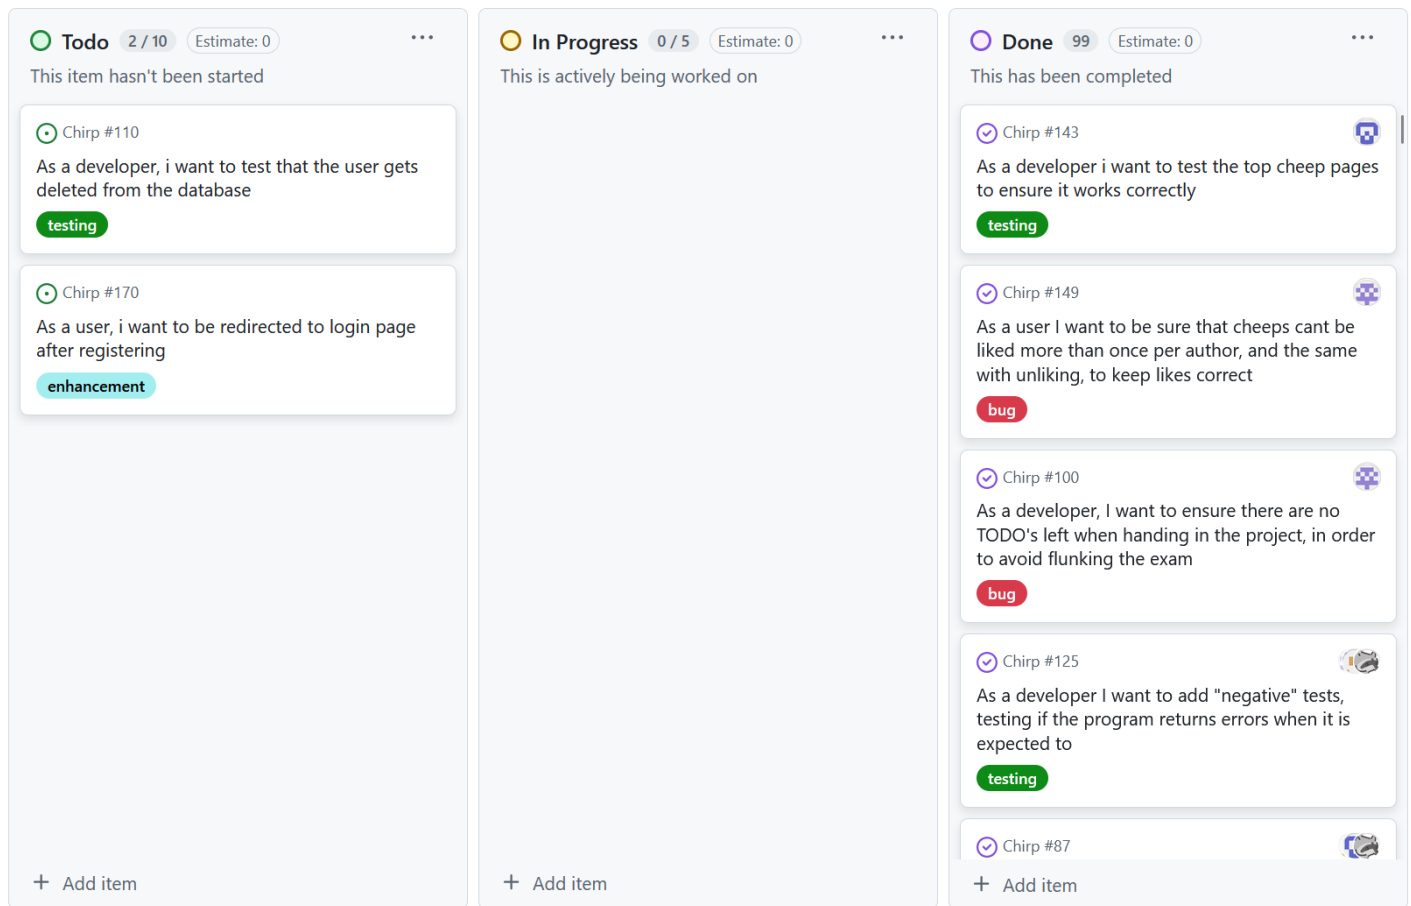 Todo 2 / 10 Estimate: 0
This item hasn't been started
Chirp #110
As a developer, i want to test that the user gets
deleted from the database
testing
Chirp #170
As a user, i want to be redirected to login page
after registering
enhancement
+ Add item
In Progress 0 / 5 Estimate: 0
This is actively being worked on
+ Add item
Done 99 Estimate: 0
This has been completed
Chirp #143
As a developer i want to test the top cheep pages
to ensure it works correctly
testing
Chirp #149
As a user I want to be sure that cheeps cant be
liked more than once per author, and the same
with unliking, to keep likes correct
bug
Chirp #100
As a developer, I want to ensure there are no
TODO's left when handing in the project, in order
to avoid flunking the exam
bug
Chirp #125
As a developer I want to add "negative" tests,
testing if the program returns errors when it is
expected to
testing
Chirp #87
+ Add item